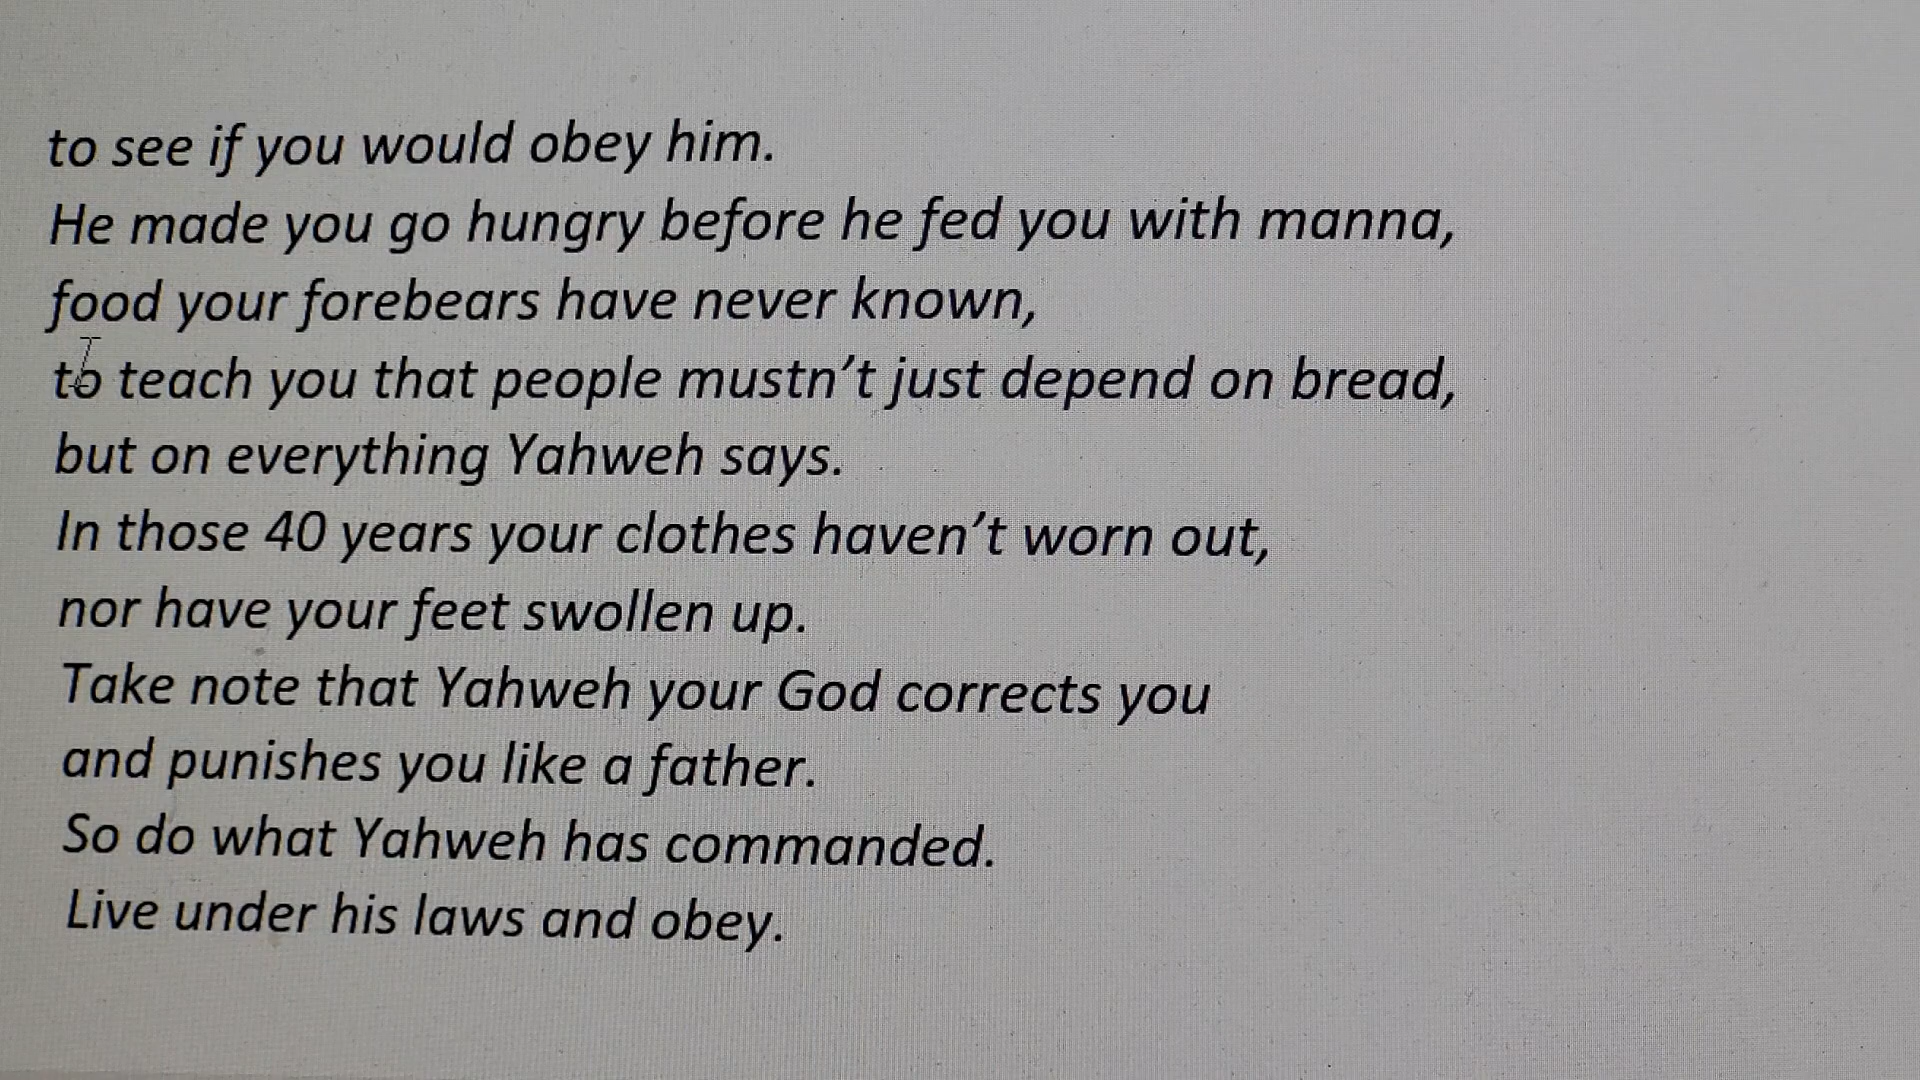 to see if you would obey him.
He made you go hungry before he fed you with manna,
food your forebears have never known,
to teach you that people mustn’t just depend on bread,
but on everything Yahweh says.
In those 40 years your clothes haven’t worn out,
nor have your feet swollen up.
Take note that Yahweh your God corrects you
and punishes you like a father.
So do what Yahweh has commanded.
Live under his laws and obey.